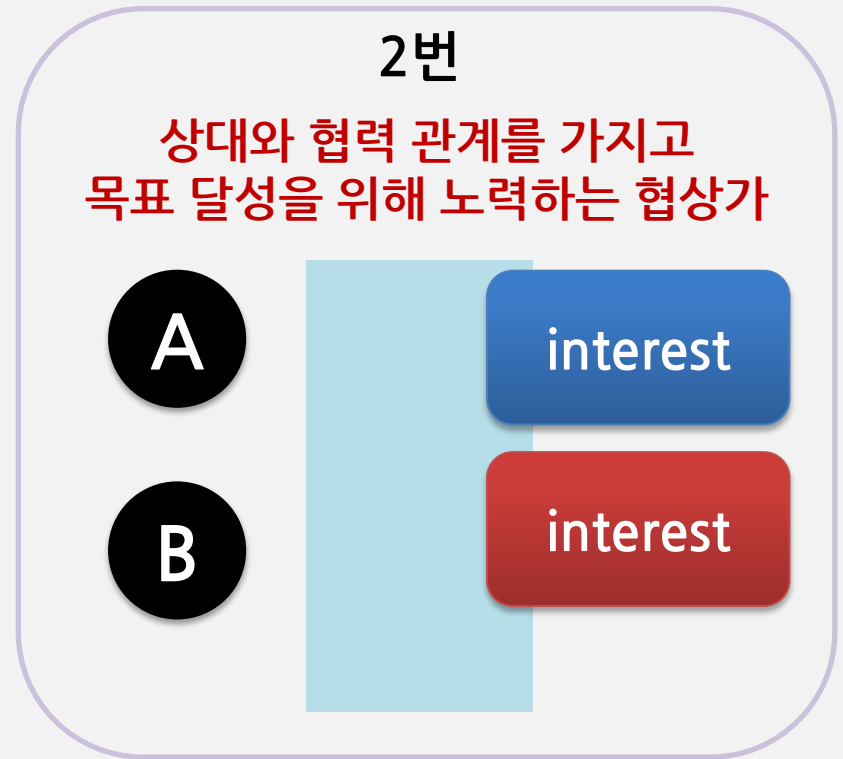 2번
상대와 협력 관계를 가지고
목표 달성을 위해 노력하는 협상가
A
interest
B
interest